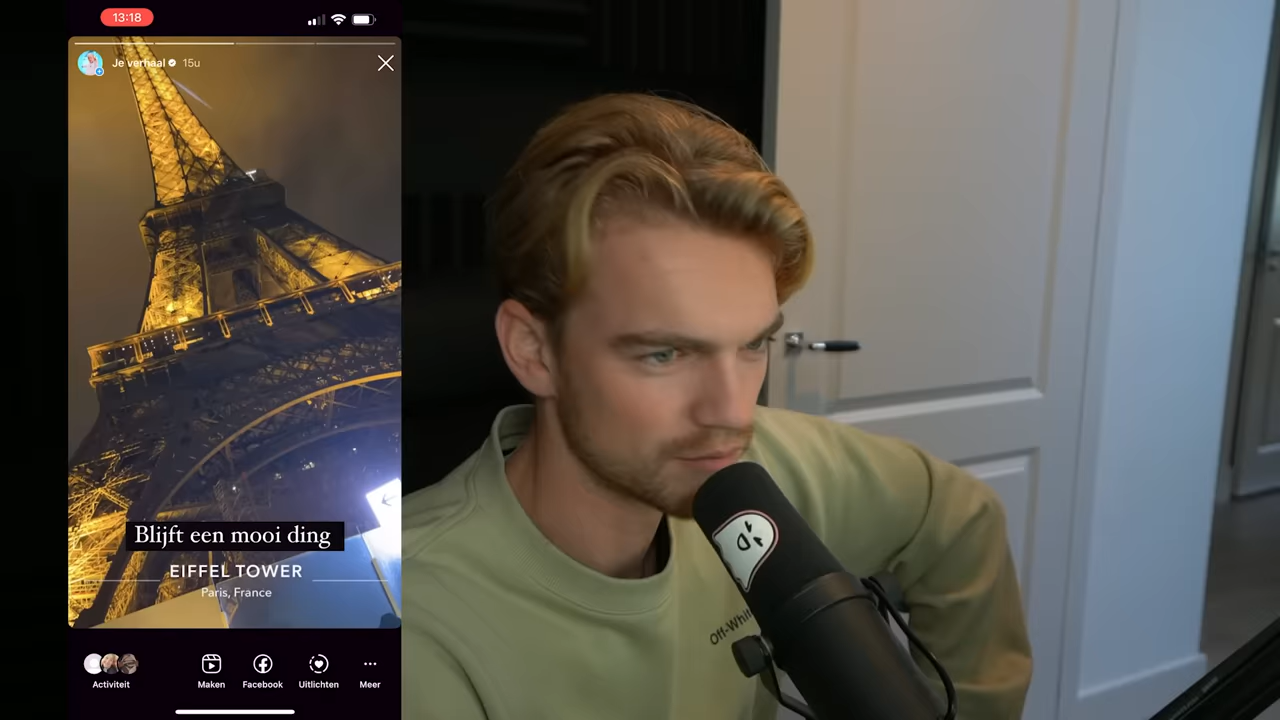 13:18
Je verhaal 15u
Blijft een mooi ding
EIFFEL TOWER
Paris, France
Activiteit
Maken
Facebook
Uitlichten
Meer
Off-Whit